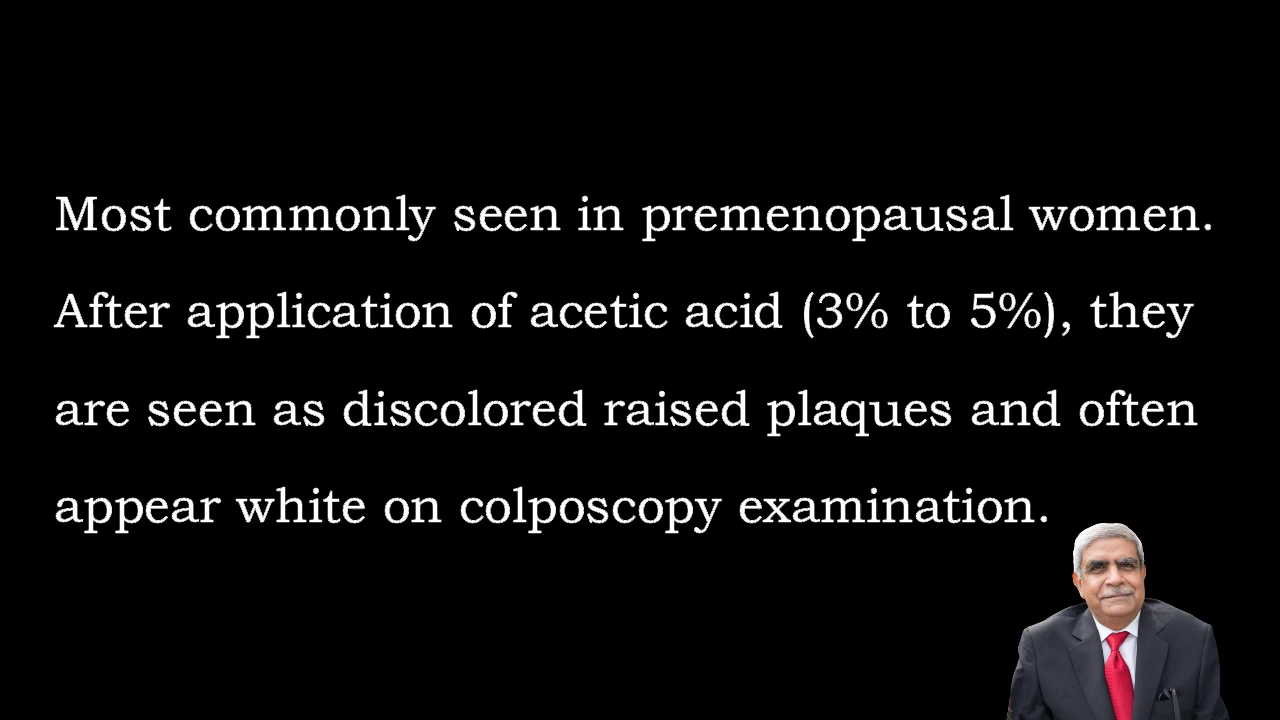 Most commonly seen in premenopausal women.
After application of acetic acid (3% to 5%), they
are seen as discolored raised plaques and often
appear white on colposcopy examination.